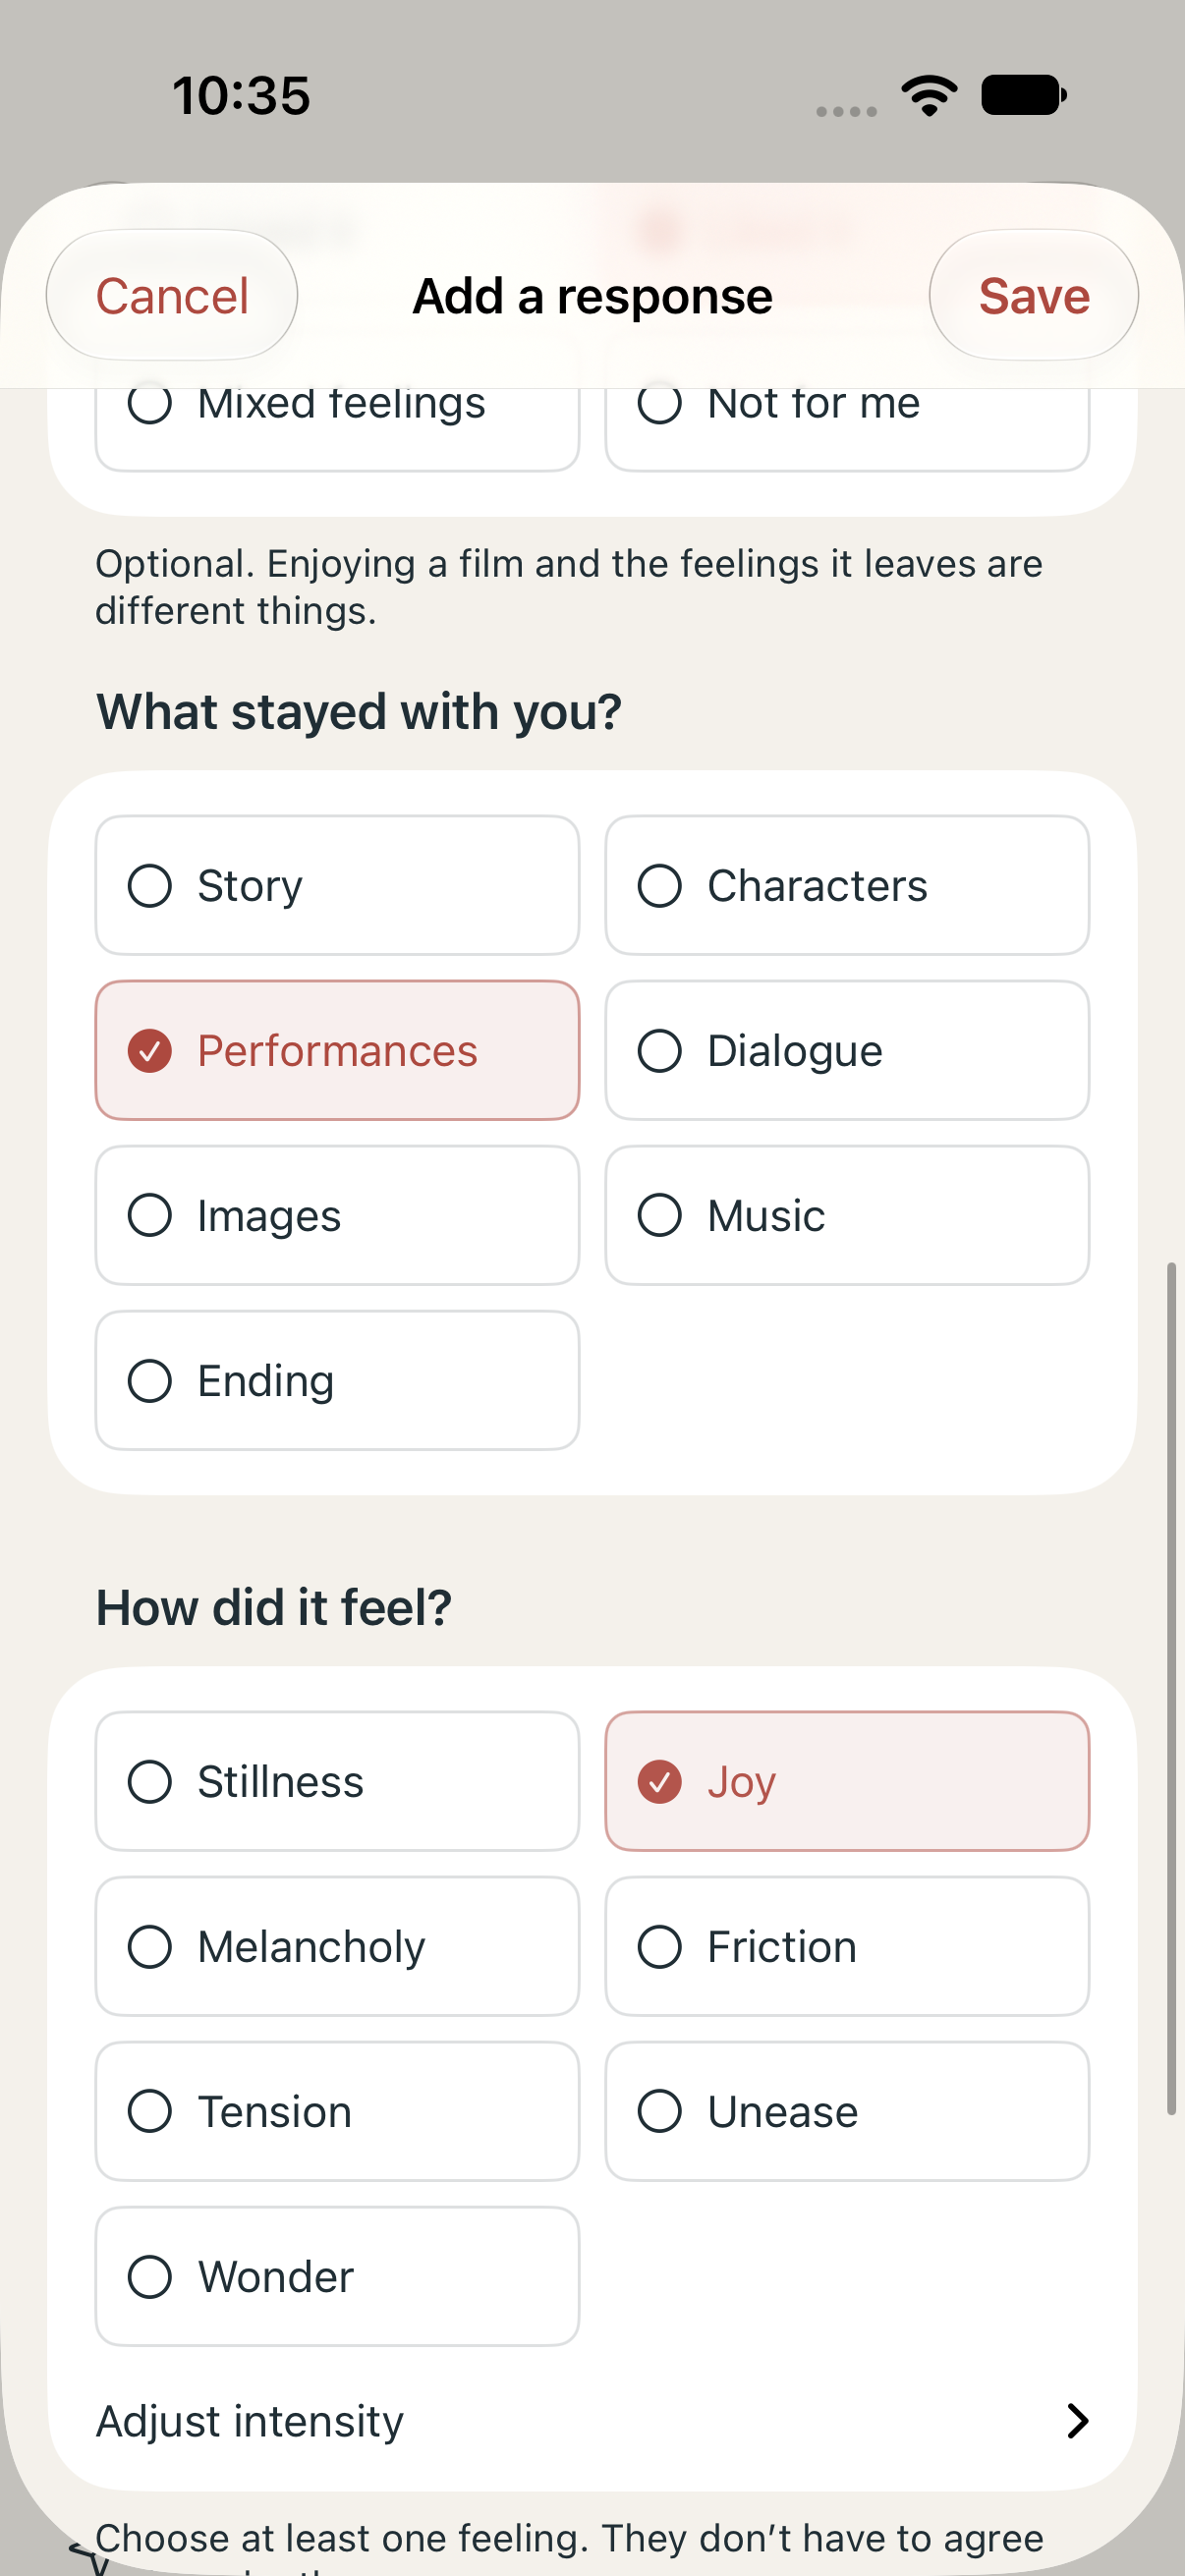 10:35
Cancel
Add a response
Save
Mixed feelings
Not for me
Optional. Enjoying a film and the feelings it leaves are
different things.
What stayed with you?
Story
Characters
Performances
Dialogue
Images
Music
Ending
How did it feel?
Stillness
Joy
Melancholy
Friction
Tension
Unease
Wonder
Adjust intensity
Choose at least one feeling. They don’t have to agree